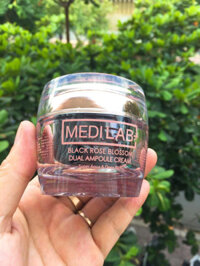 MEDI LAB
BLACK ROSE BLOSSOM
DUAL AMPOULE CREAM